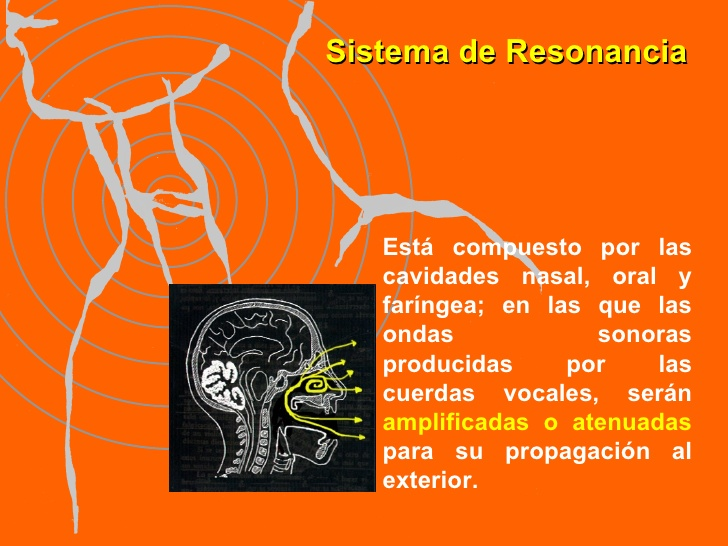 Sistema de Resonancia
Está compuesto por las
cavidades nasal, oral y
faríngea; en las que las
ondas sonoras
producidas por las
cuerdas vocales, serán
amplificadas o atenuadas
para su propagación al
exterior.